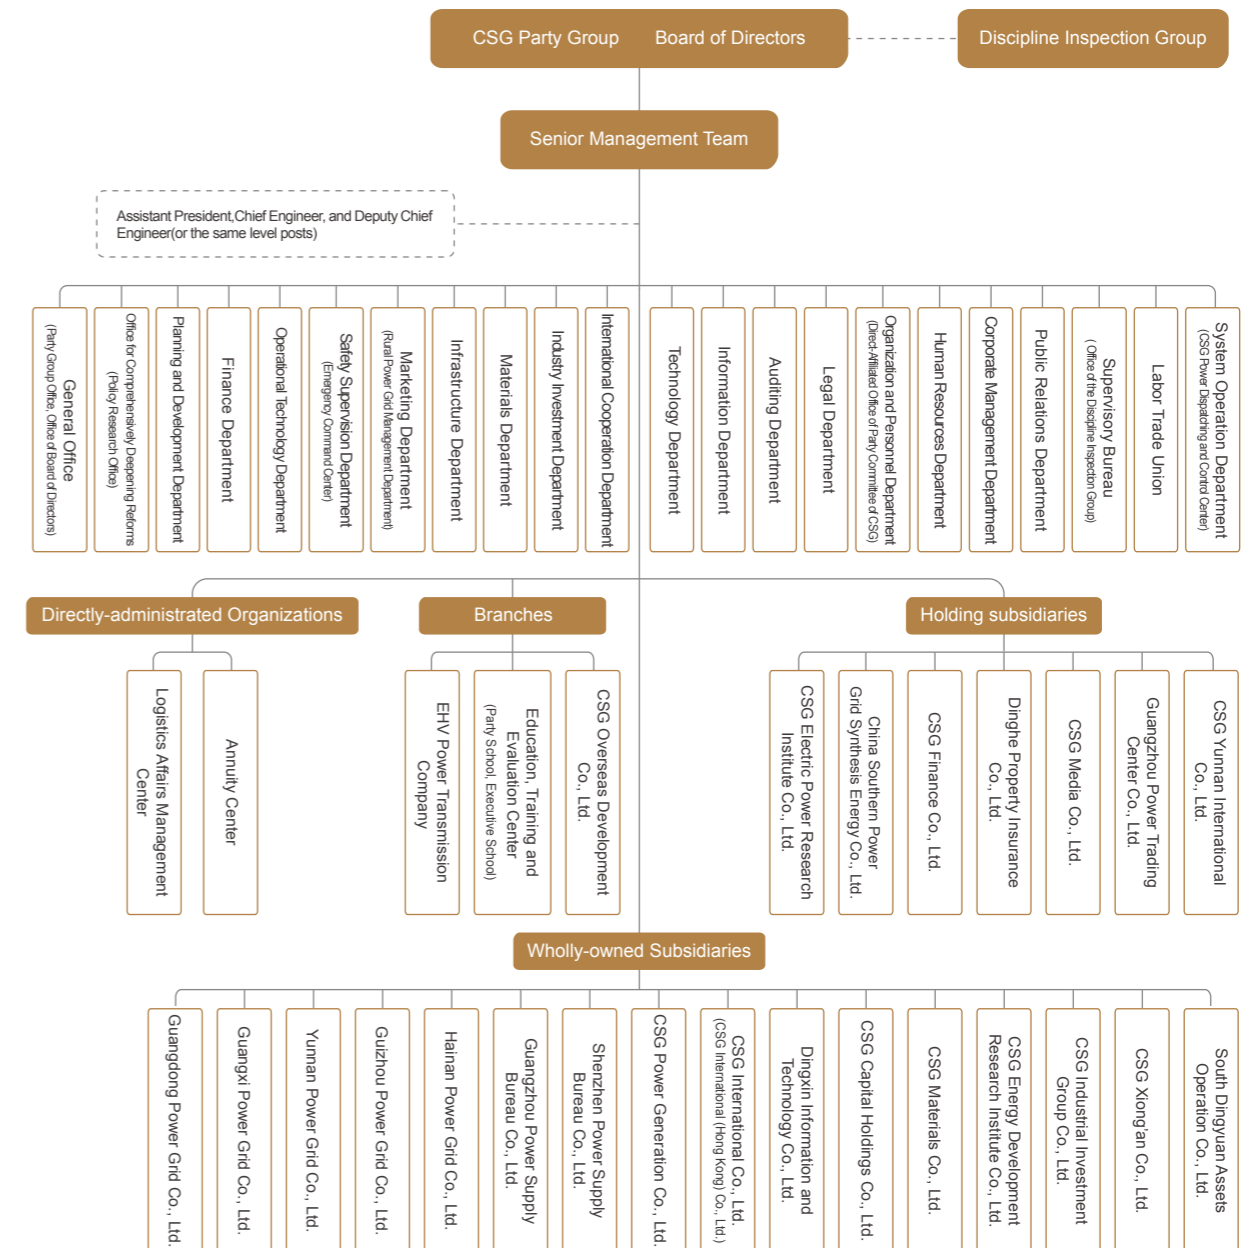 CSG Party Group Board of Directors
Discipline Inspection Group
Senior Management Team
Assistant President,Chief Engineer, and Deputy Chief
Engineer(or the same level posts)
General Office
(Party Group Office, Office of Board of Directors)
Office for Comprehensively Deepening Reforms
(Policy Research Office)
Planning and Development Department
Finance Department
Operational Technology Department
Safety Supervision Department
(Emergency Command Center)
Marketing Department
(Rural Power Grid Management Department)
Infrastructure Department
Materials Department
Industry Investment Department
International Cooperation Department
Technology Department
Information Department
Auditing Department
Legal Department
Organization and Personnel Department
(Direct-Affiliated Office of Party Committee of CSG)
Human Resources Department
Corporate Management Department
Public Relations Department
Supervisory Bureau
( Office of the Discipline Inspection Group)
Labor Trade Union
System Operation Department
(CSG Power Dispatching and Control Center)
Directly-administrated Organizations
Branches
Holding subsidiaries
Logistics Affairs Management
Center
Annuity Center
EHV Power Transmission
Company
Education, Training and
Evaluation Center
(Party School, Executive School)
CSG Overseas Development
Co., Ltd.
CSG Electric Power Research
Institute Co., Ltd.
China Southern Power
Grid Synthesis Energy Co., Ltd.
CSG Finance Co., Ltd.
Dinghe Property Insurance
Co., Ltd.
CSG Media Co., Ltd.
Guangzhou Power Trading
Center Co., Ltd.
CSG Yunnan International
Co., Ltd.
Wholly-owned Subsidiaries
Guangdong Power Grid Co., Ltd.
Guangxi Power Grid Co., Ltd.
Yunnan Power Grid Co., Ltd.
Guizhou Power Grid Co., Ltd.
Hainan Power Grid Co., Ltd.
Guangzhou Power Supply
Bureau Co., Ltd.
Shenzhen Power Supply
Bureau Co., Ltd.
CSG Power Generation Co., Ltd.
CSG International Co., Ltd.
(CSG International (Hong Kong) Co., Ltd.)
Dingxin Information and
Technology Co., Ltd.
CSG Capital Holdings Co., Ltd.
CSG Materials Co., Ltd.
CSG Energy Development
Research Institute Co., Ltd.
CSG Industrial Investment
Group Co., Ltd.
CSG Xiong'an Co., Ltd.
South Dingyuan Assets
Operation Co., Ltd.